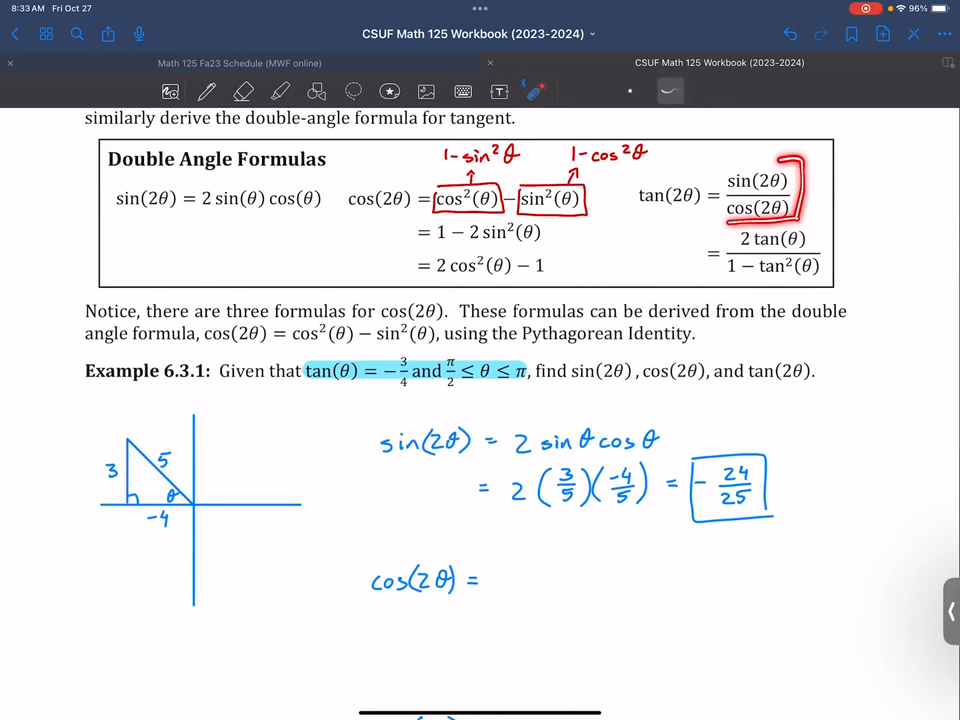 8:33AM Fri Oct 27
96%
CSUF Math 125 Workbook (2023-2024)
Math 125 Fa23 Schedule (MWF online)
CSUF Math 125 Workbook (2023-2024)
similarly derive the double-angle formula for tangent.
1-sin²θ 1-cos²θ
Double Angle Formulas
sin(2θ) = 2 sin(θ) cos(θ) cos(2θ) = cos²(θ) − sin²(θ) tan(2θ) = sin(2θ)/cos(2θ)
= 1 − 2 sin²(θ) = 2 tan(θ)/1 − tan²(θ)
= 2 cos²(θ) − 1
Notice, there are three formulas for cos(2θ). These formulas can be derived from the double
angle formula, cos(2θ) = cos²(θ) − sin²(θ), using the Pythagorean Identity.
Example 6.3.1: Given that tan(θ) = −3/4 and π/2 ≤ θ ≤ π, find sin(2θ) , cos(2θ), and tan(2θ).
3 5 θ -4
sin(2θ) = 2 sin θ cos θ
= 2 (3/5)(-4/5) = -24/25
cos(2θ) =